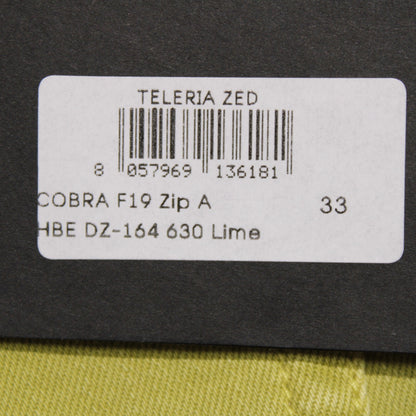 TELERIA ZED
8 057969 136181
COBRA F19 Zip A 33
HBE DZ-164 630 Lime